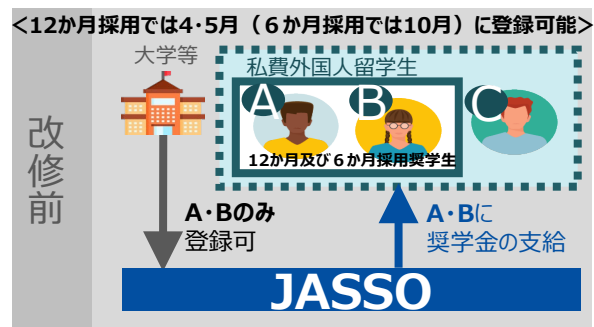 <12か月採用では4・5月（６か月採用では10月）に登録可能>
大学等
私費外国人留学生
A
B
C
12か月及び６か月採用奨学生
改修前
A・Bのみ
登録可
A・Bに
奨学金の支給
JASSO